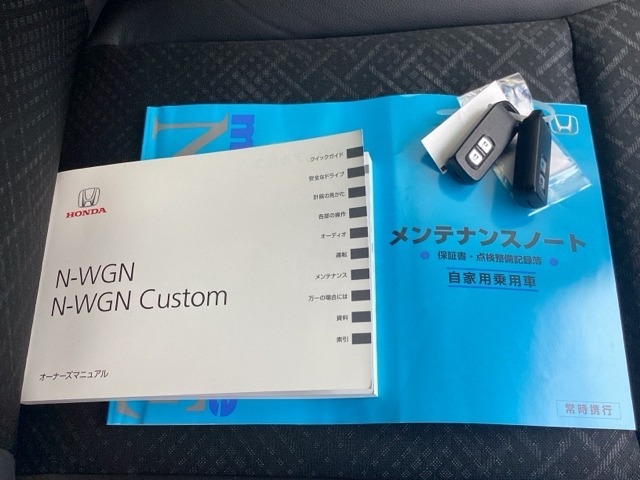 HONDA
N-WGN
N-WGN Custom
オーナーズマニュアル
クイックガイド
安全なドライブ
計器の見かた
各部の操作
オーディオ
運転
メンテナンス
万一の場合には
資料
索引
メンテナンスノート
保証書・点検整備記録簿
自家用乗用車
常時携行